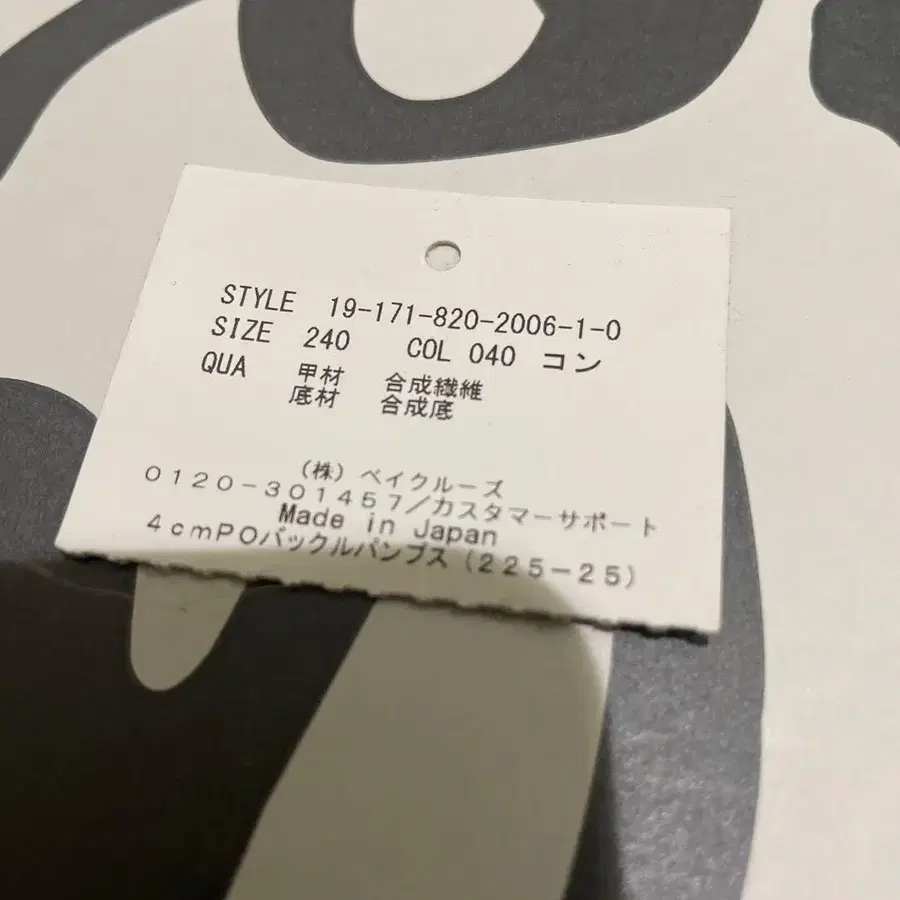 STYLE 19-171-820-2006-1-0
SIZE 240 COL 040 コン
QUA 甲材 合成繊維
底材 合成底
(株)ベイクルーズ
0120-301457/カスタマーサポート
Made in Japan
4cmPOバックルパンプス(225-25)